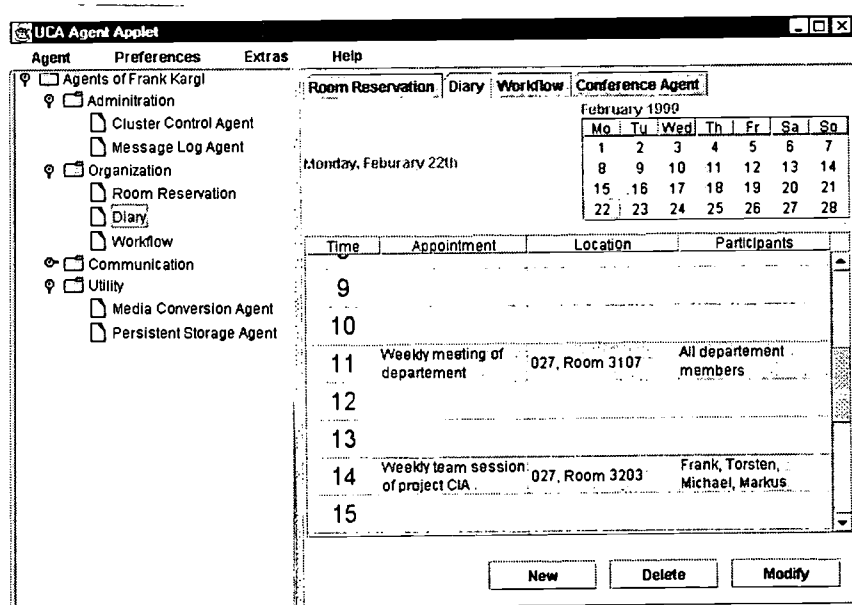 UCA Agent Applet
Agent Preferences Extras Help
Agents of Frank Kargl
Adminitration
Cluster Control Agent
Message Log Agent
Organization
Room Reservation
Diary
Workflow
Communication
Utility
Media Conversion Agent
Persistent Storage Agent
Room Reservation Diary Workflow Conference Agent
February 1999
Mo Tu Wed Th Fr Sa So
1 2 3 4 5 6 7
8 9 10 11 12 13 14
15 16 17 18 19 20 21
22 23 24 25 26 27 28
Monday, Feburary 22th
Time Appointment Location Participants
9
10
11 Weekly meeting of departement 027, Room 3107 All departement members
12
13
14 Weekly team session of project CIA 027, Room 3203 Frank, Torsten, Michael, Markus
15
New Delete Modify